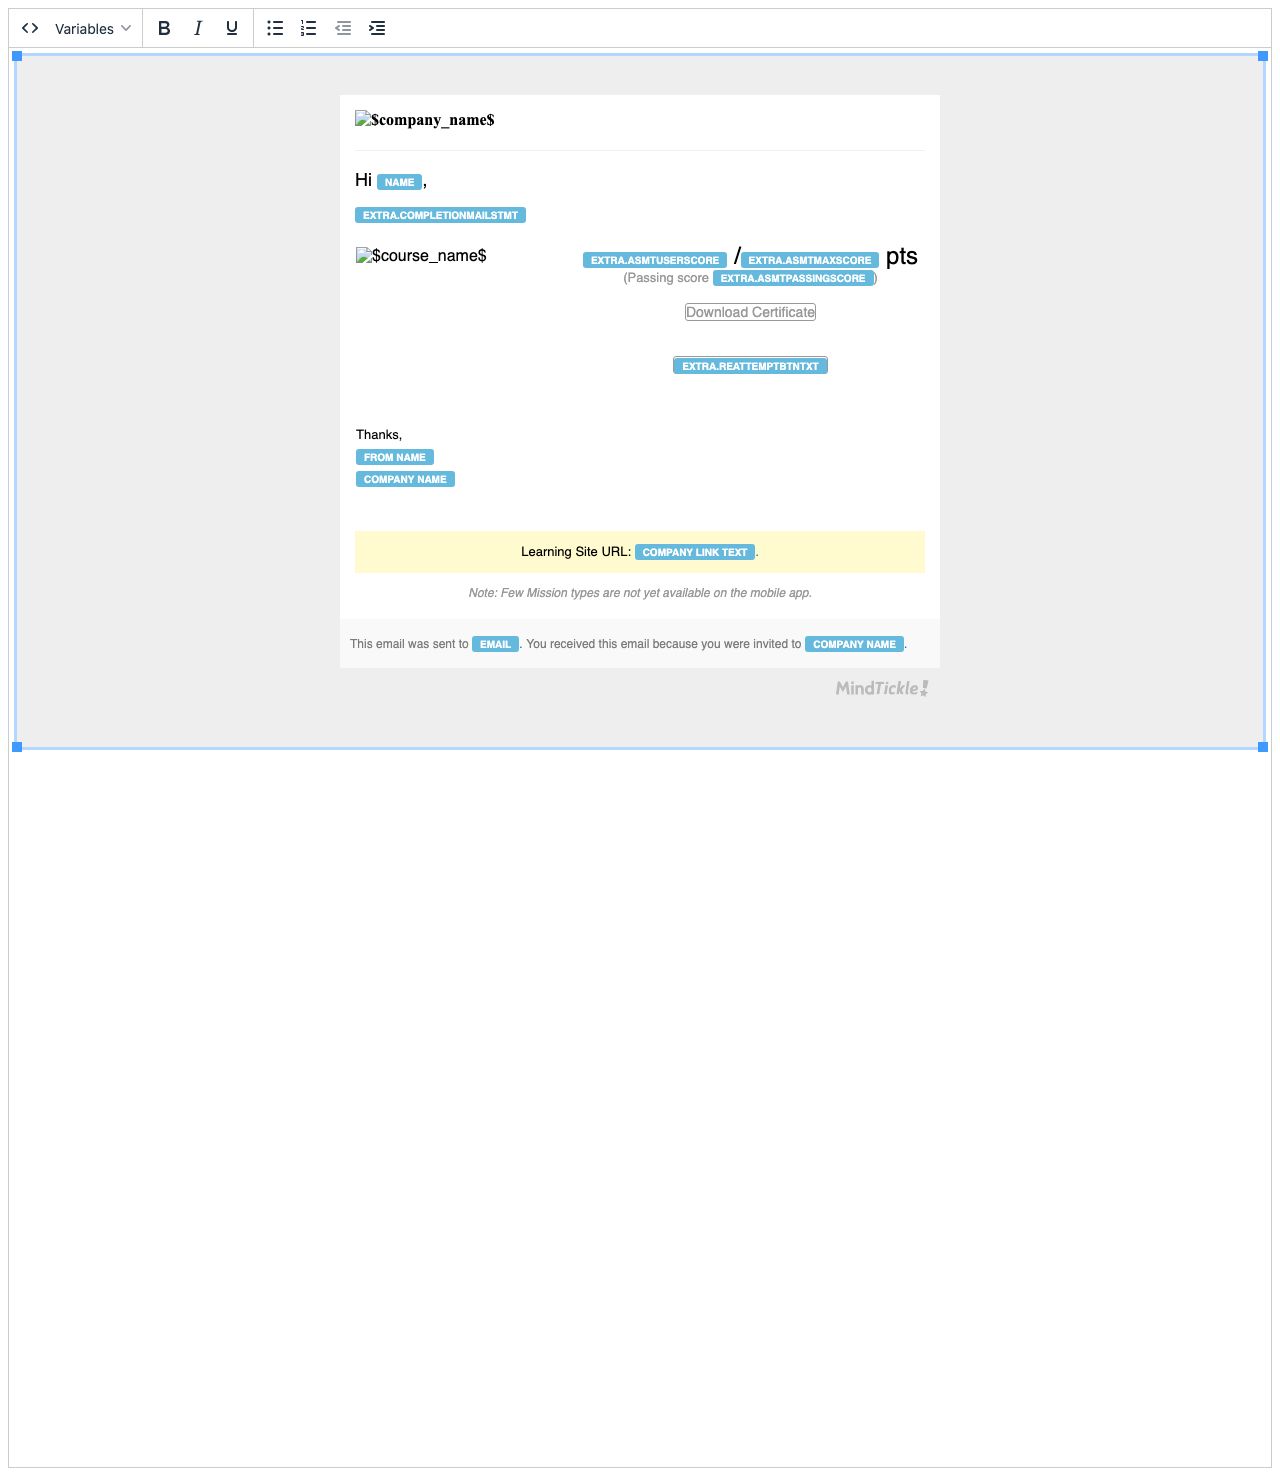 Variables B I U
$company_name$
Hi NAME,
EXTRA.COMPLETIONMAILSTMT
$course_name$
EXTRA.ASMTUSERSCORE /EXTRA.ASMTMAXSCORE pts
(Passing score EXTRA.ASMTPASSINGSCORE)
Download Certificate
EXTRA.REATTEMPTBTNTXT
Thanks,
FROM NAME
COMPANY NAME
Learning Site URL: COMPANY LINK TEXT.
Note: Few Mission types are not yet available on the mobile app.
This email was sent to EMAIL. You received this email because you were invited to COMPANY NAME.
MindTickle!